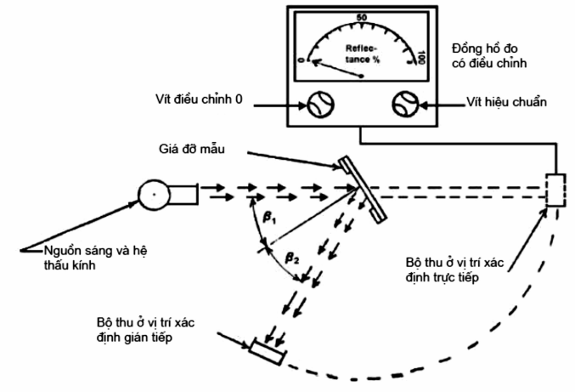 50
Reflec-
tance %
0
100
Đồng hồ đo
có điều chỉnh
Vít điều chỉnh 0
Vít hiệu chuẩn
Giá đỡ mẫu
β1
β2
Nguồn sáng và hệ
thấu kính
Bộ thu ở vị trí xác
định trực tiếp
Bộ thu ở vị trí xác
định gián tiếp